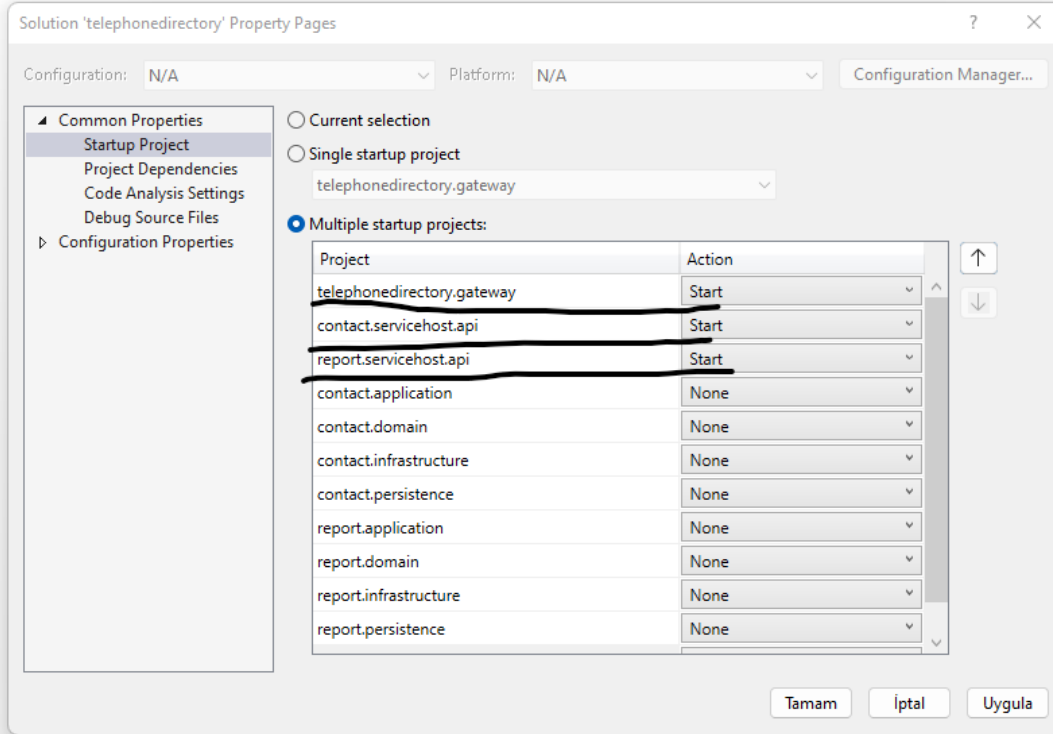 Solution 'telephonedirectory' Property Pages ?
Configuration: N/A Platform: N/A Configuration Manager...
Common Properties
Startup Project
Project Dependencies
Code Analysis Settings
Debug Source Files
Configuration Properties
Current selection
Single startup project
telephonedirectory.gateway
Multiple startup projects:
Project Action
telephonedirectory.gateway Start
contact.servicehost.api Start
report.servicehost.api Start
contact.application None
contact.domain None
contact.infrastructure None
contact.persistence None
report.application None
report.domain None
report.infrastructure None
report.persistence None
Tamam İptal Uygula